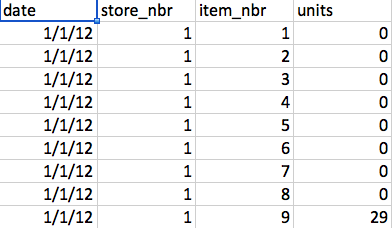 date store_nbr item_nbr units
1/1/12 1 1 0
1/1/12 1 2 0
1/1/12 1 3 0
1/1/12 1 4 0
1/1/12 1 5 0
1/1/12 1 6 0
1/1/12 1 7 0
1/1/12 1 8 0
1/1/12 1 9 29